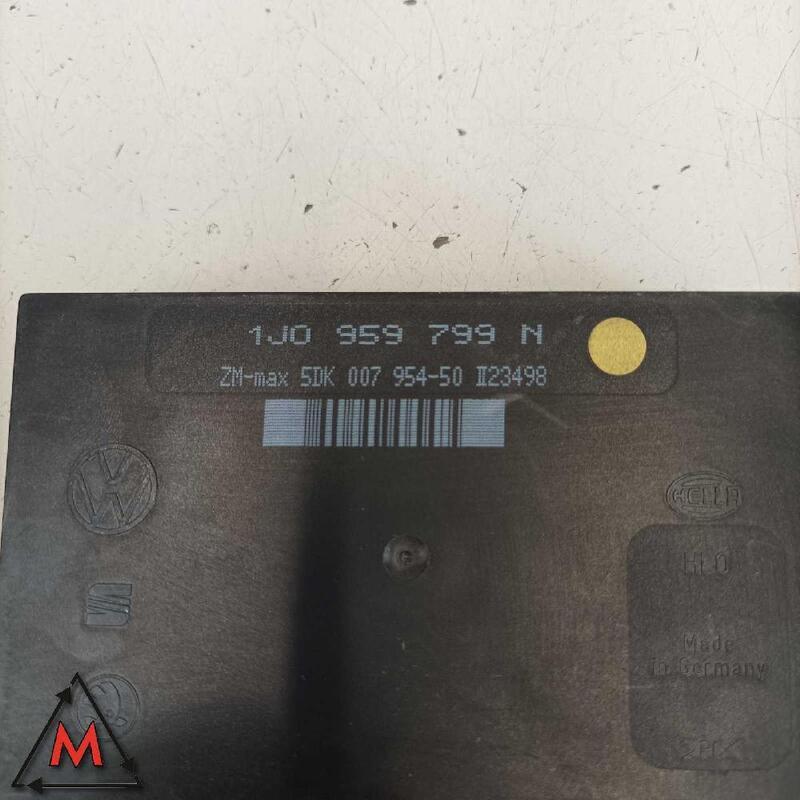 1J0 959 799 N
ZM-max 5DK 007 954-50 II23498
HELLA
Made
in Germany
M